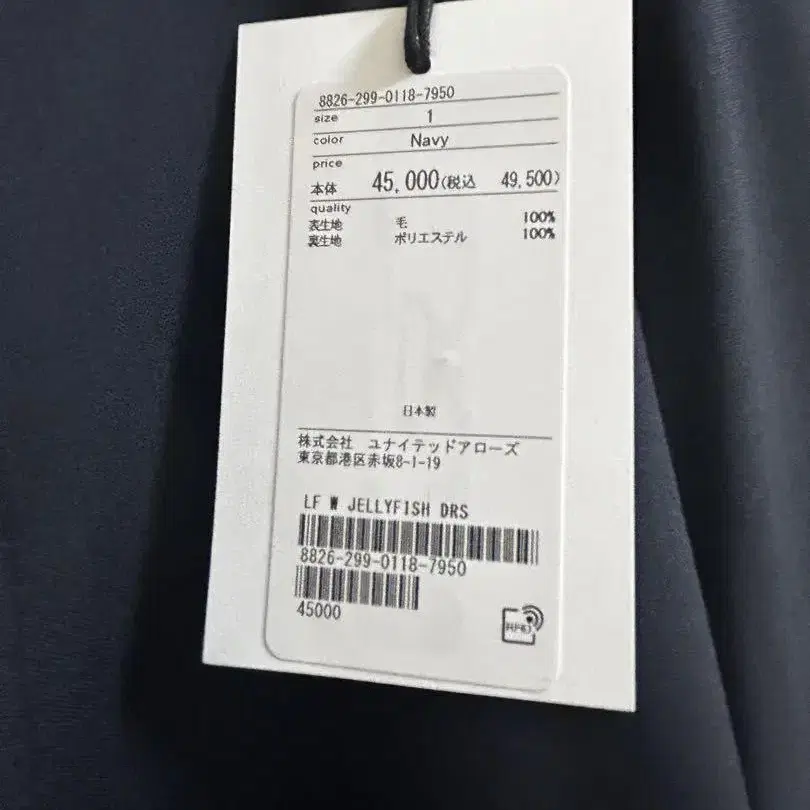 8826-299-0118-7950
size 1
color Navy
price
本体 45,000(税込 49,500)
quality
表生地 毛 100%
裏生地 ポリエステル 100%
日本製
株式会社 ユナイテッドアローズ
東京都港区赤坂8-1-19
LF W JELLYFISH DRS
8826-299-0118-7950
45000
RFID